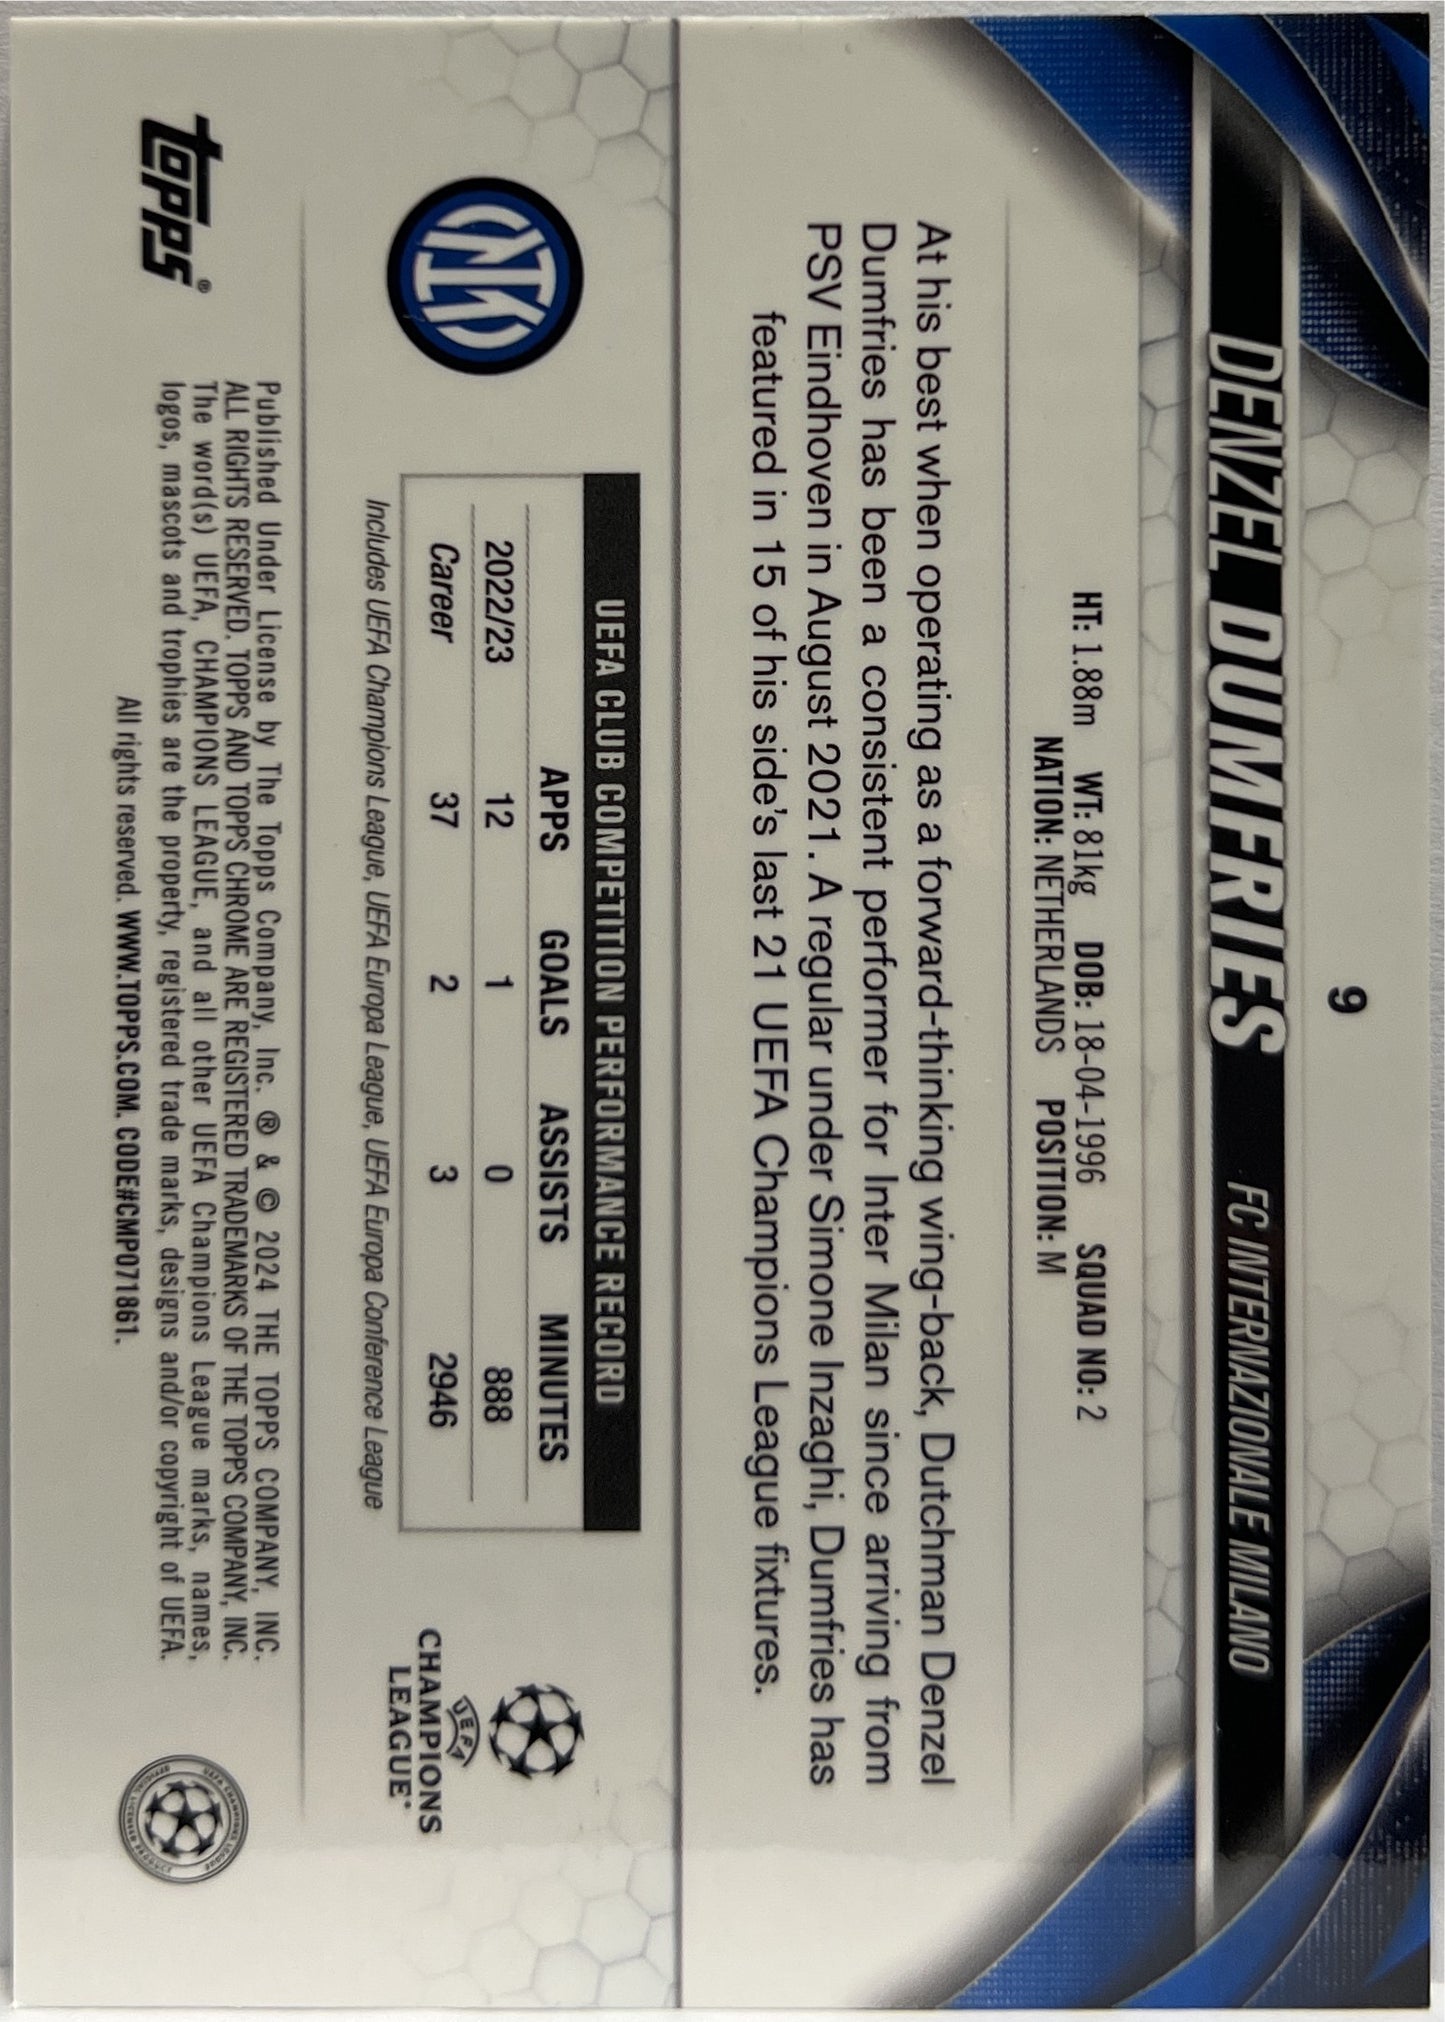 9
DENZEL DUMFRIES FC INTERNAZIONALE MILANO
HT: 1.88m WT: 81kg DOB: 18-04-1996 SQUAD NO: 2
NATION: NETHERLANDS POSITION: M
At his best when operating as a forward-thinking wing-back, Dutchman Denzel
Dumfries has been a consistent performer for Inter Milan since arriving from
PSV Eindhoven in August 2021. A regular under Simone Inzaghi, Dumfries has
featured in 15 of his side's last 21 UEFA Champions League fixtures.
UEFA CLUB COMPETITION PERFORMANCE RECORD
APPS GOALS ASSISTS MINUTES
2022/23 12 1 0 888
Career 37 2 3 2946
Includes UEFA Champions League, UEFA Europa League, UEFA Europa Conference League
UEFA
CHAMPIONS
LEAGUE®
topps®
Published Under License by The Topps Company, Inc. ® & © 2024 THE TOPPS COMPANY, INC.
ALL RIGHTS RESERVED. TOPPS AND TOPPS CHROME ARE REGISTERED TRADEMARKS OF THE TOPPS COMPANY, INC.
The word(s) UEFA, CHAMPIONS LEAGUE, and all other UEFA Champions League marks, names,
logos, mascots and trophies are the property, registered trade marks, designs and/or copyright of UEFA.
All rights reserved. WWW.TOPPS.COM. CODE#CMP071861.
UEFA CHAMPIONS LEAGUE
OFFICIAL LICENSED PRODUCT